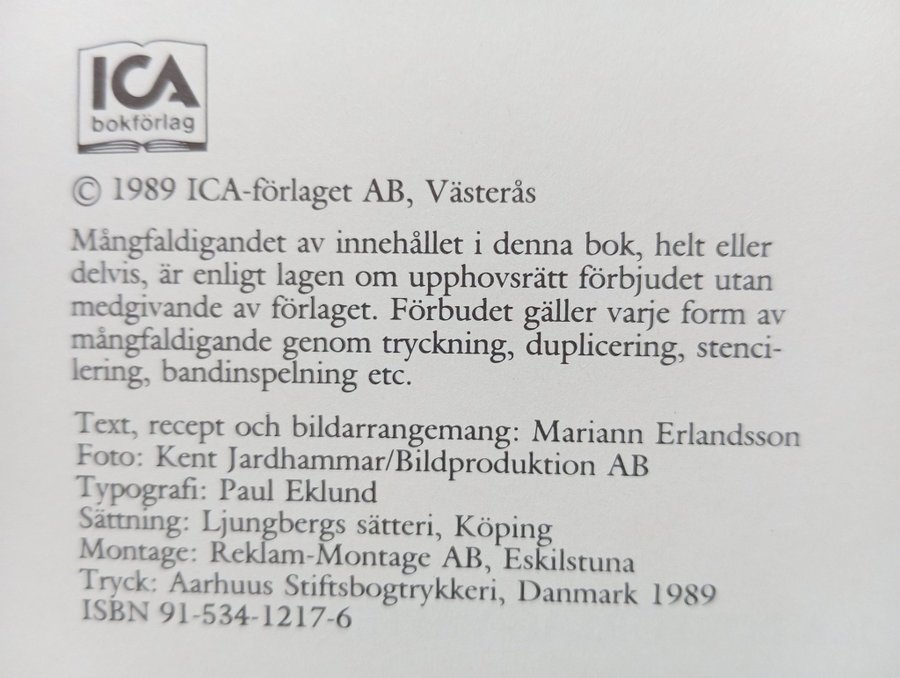 ICA
bokförlag
© 1989 ICA-förlaget AB, Västerås
Mångfaldigandet av innehållet i denna bok, helt eller
delvis, är enligt lagen om upphovsrätt förbjudet utan
medgivande av förlaget. Förbudet gäller varje form av
mångfaldigande genom tryckning, duplicering, stenci-
lering, bandinspelning etc.
Text, recept och bildarrangemang: Mariann Erlandsson
Foto: Kent Jardhammar/Bildproduktion AB
Typografi: Paul Eklund
Sättning: Ljungbergs sätteri, Köping
Montage: Reklam-Montage AB, Eskilstuna
Tryck: Aarhuus Stiftsbogtrykkeri, Danmark 1989
ISBN 91-534-1217-6